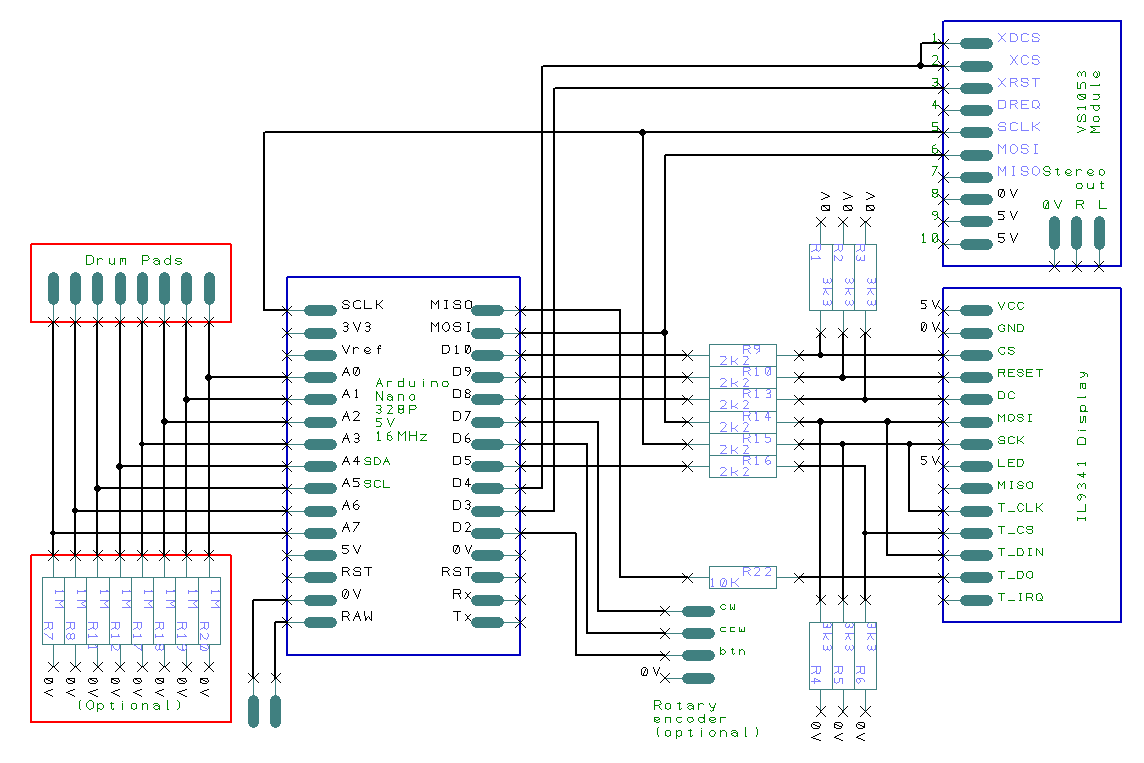 Drum Pads
1M 1M 1M 1M 1M 1M 1M 1M
R7 R8 R11 R12 R17 R18 R19 R20
0V 0V 0V 0V 0V 0V 0V 0V
(Optional)
SCLK
3V3
Vref
A0
A1
A2
A3
A4 SDA
A5 SCL
A6
A7
5V
RST
0V
RAW
Arduino
Nano
328P
5V
16MHz
MISO
MOSI
D10
D9
D8
D7
D6
D5
D4
D3
D2
0V
RST
Rx
Tx
R9
2k2
R10
2k2
R13
2k2
R14
2k2
R15
2k2
R16
2k2
R22
10K
cw
ccw
btn
0V
Rotary
encoder
(optional)
0V 0V 0V
R1 R2 R3
3k3 3k3 3k3
3k3 3k3 3k3
R4 R5 R6
0V 0V 0V
1 XDCS
2 XCS
3 XRST
4 DREQ
5 SCLK
6 MOSI
7 MISO
8 0V
9 5V
10 5V
VS1053
Module
Stereo
out
0V R L
5V VCC
0V GND
CS
RESET
DC
MOSI
SCK
5V LED
MISO
T_CLK
T_CS
T_DIN
T_DO
T_IRQ
IL9341 Display